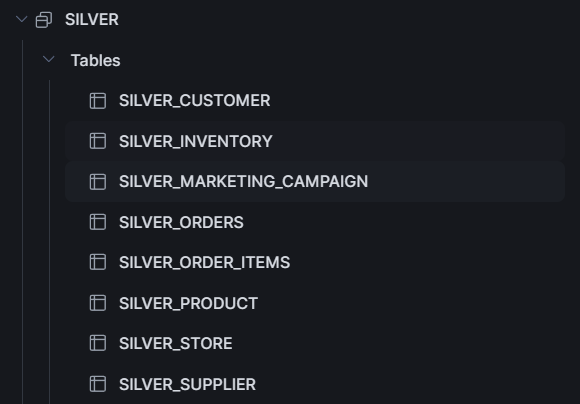 SILVER
Tables
SILVER_CUSTOMER
SILVER_INVENTORY
SILVER_MARKETING_CAMPAIGN
SILVER_ORDERS
SILVER_ORDER_ITEMS
SILVER_PRODUCT
SILVER_STORE
SILVER_SUPPLIER